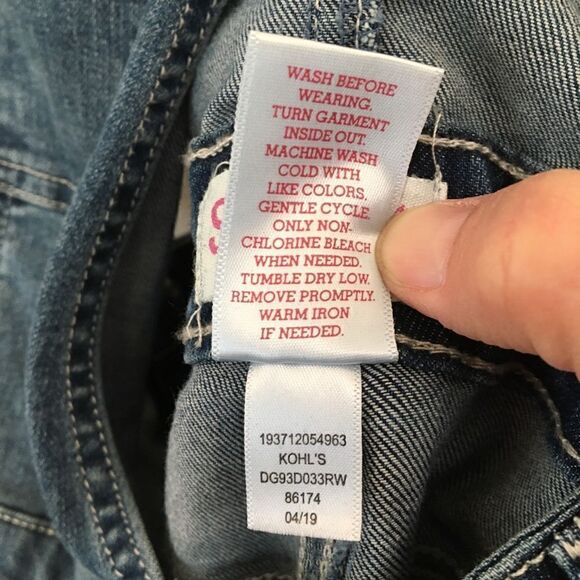 WASH BEFORE
WEARING.
TURN GARMENT
INSIDE OUT.
MACHINE WASH
COLD WITH
LIKE COLORS.
GENTLE CYCLE.
ONLY NON-
CHLORINE BLEACH
WHEN NEEDED.
TUMBLE DRY LOW.
REMOVE PROMPTLY.
WARM IRON
IF NEEDED.
193712054963
KOHL'S
DG93D033RW
86174
04/19